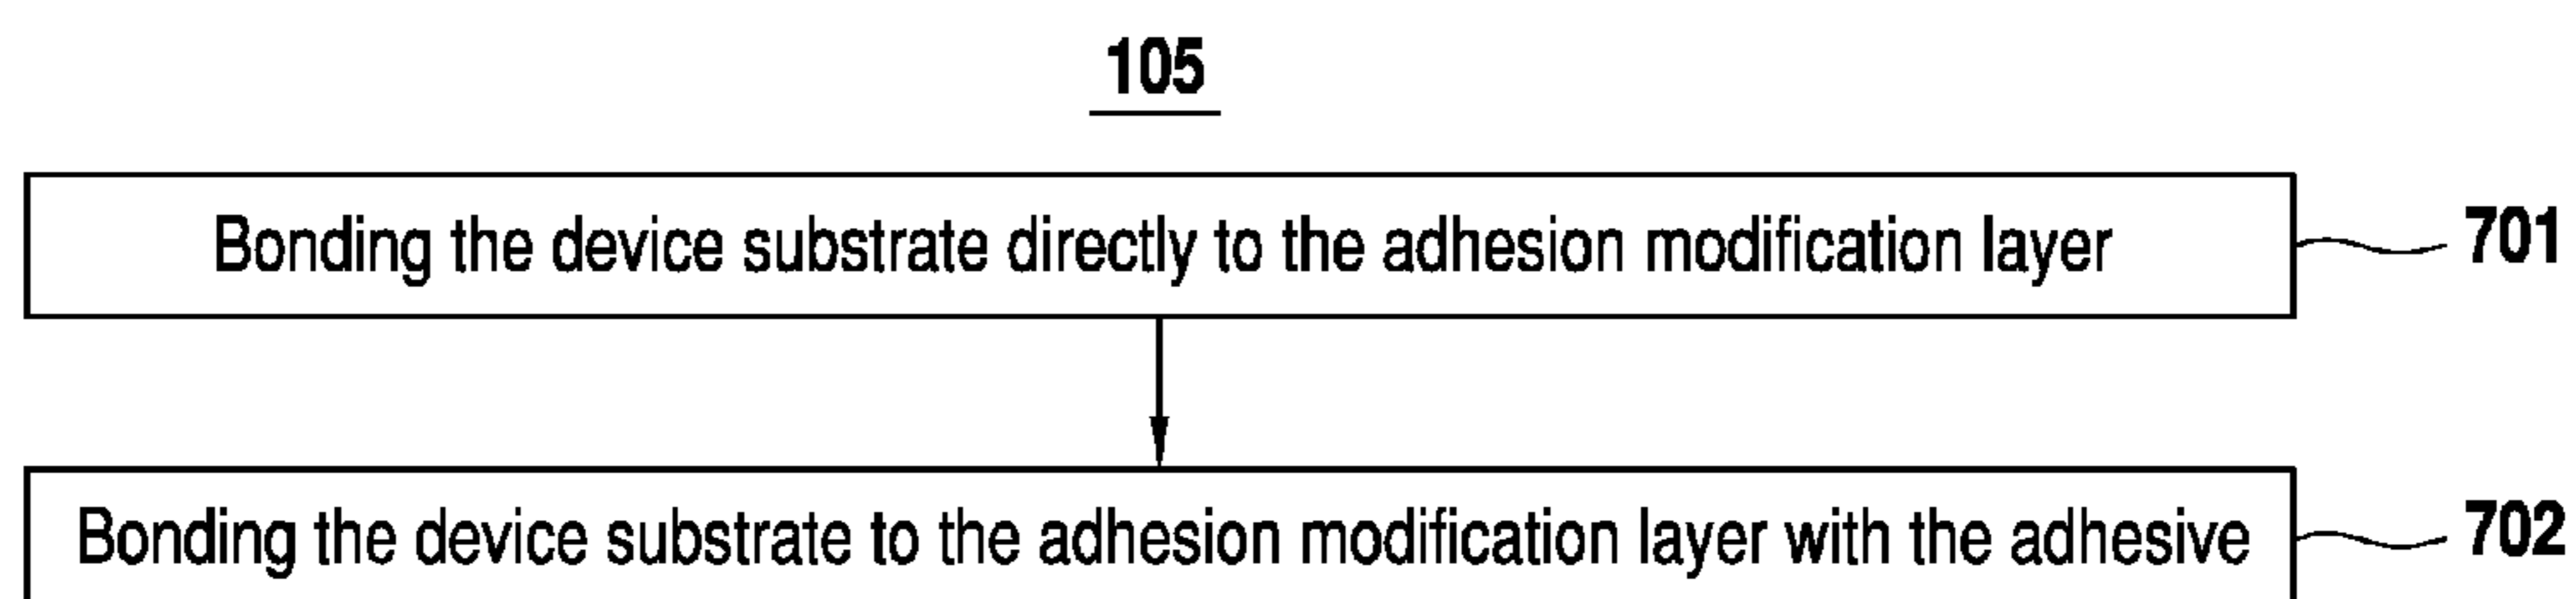 105
Bonding the device substrate directly to the adhesion modification layer
701
Bonding the device substrate to the adhesion modification layer with the adhesive
702